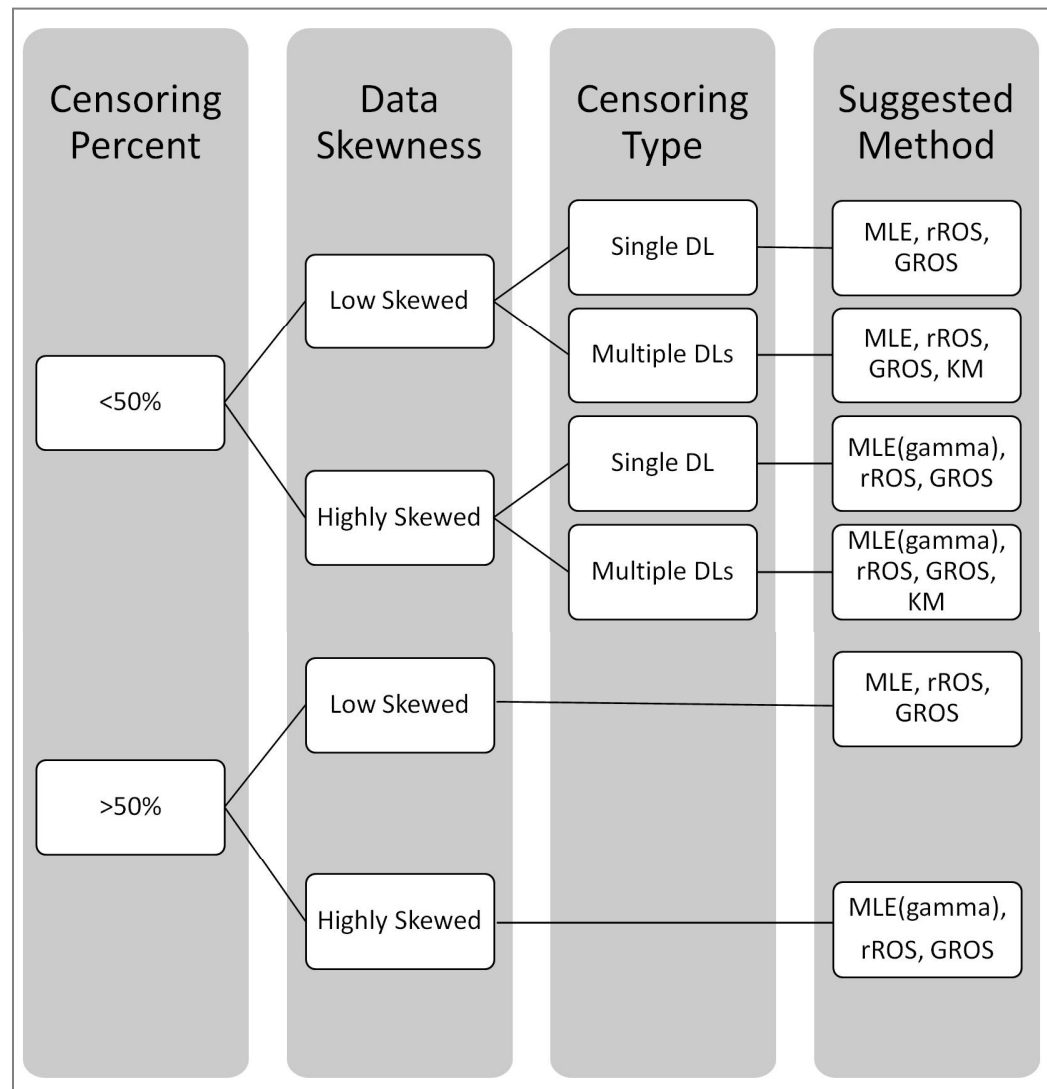 Censoring
Percent
Data
Skewness
Censoring
Type
Suggested
Method
<50%
Low Skewed
Single DL
MLE, rROS,
GROS
Multiple DLs
MLE, rROS,
GROS, KM
Highly Skewed
Single DL
MLE(gamma),
rROS, GROS
Multiple DLs
MLE(gamma),
rROS, GROS,
KM
>50%
Low Skewed
MLE, rROS,
GROS
Highly Skewed
MLE(gamma),
rROS, GROS